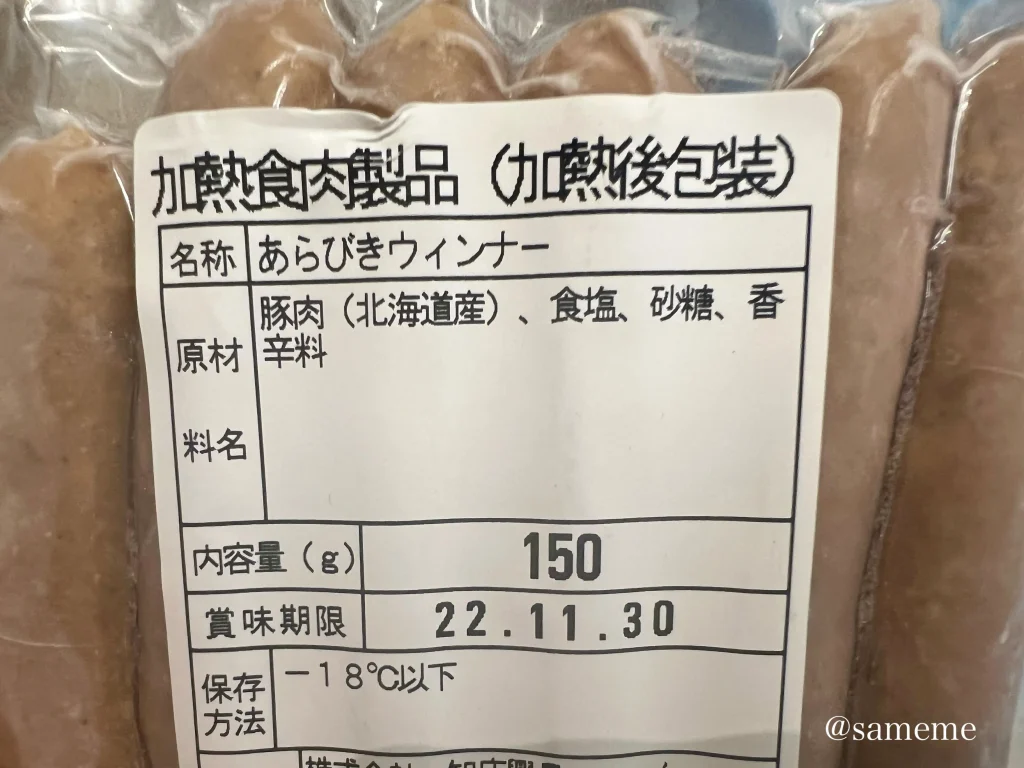 加熱食肉製品（加熱後包装）
名称 あらびきウィンナー
原材料名 豚肉（北海道産）、食塩、砂糖、香
辛料
内容量（g） 150
賞味期限 22.11.30
保存方法 −18℃以下
@sameme